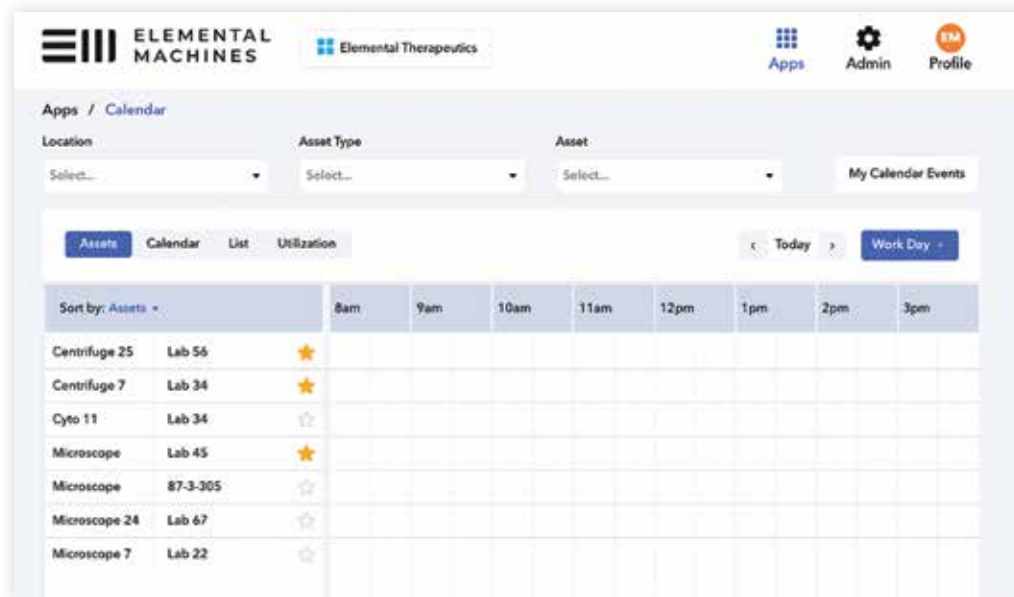 ELEMENTAL
MACHINES
Elemental Therapeutics
Apps
Admin
EM
Profile
Apps / Calendar
Location
Asset Type
Asset
Select...
Select...
Select...
My Calendar Events
Assets
Calendar
List
Utilization
‹ Today ›
Work Day
Sort by: Assets
8am
9am
10am
11am
12pm
1pm
2pm
3pm
Centrifuge 25 Lab 56
Centrifuge 7 Lab 34
Cyto 11 Lab 34
Microscope Lab 45
Microscope 87-3-305
Microscope 24 Lab 67
Microscope 7 Lab 22